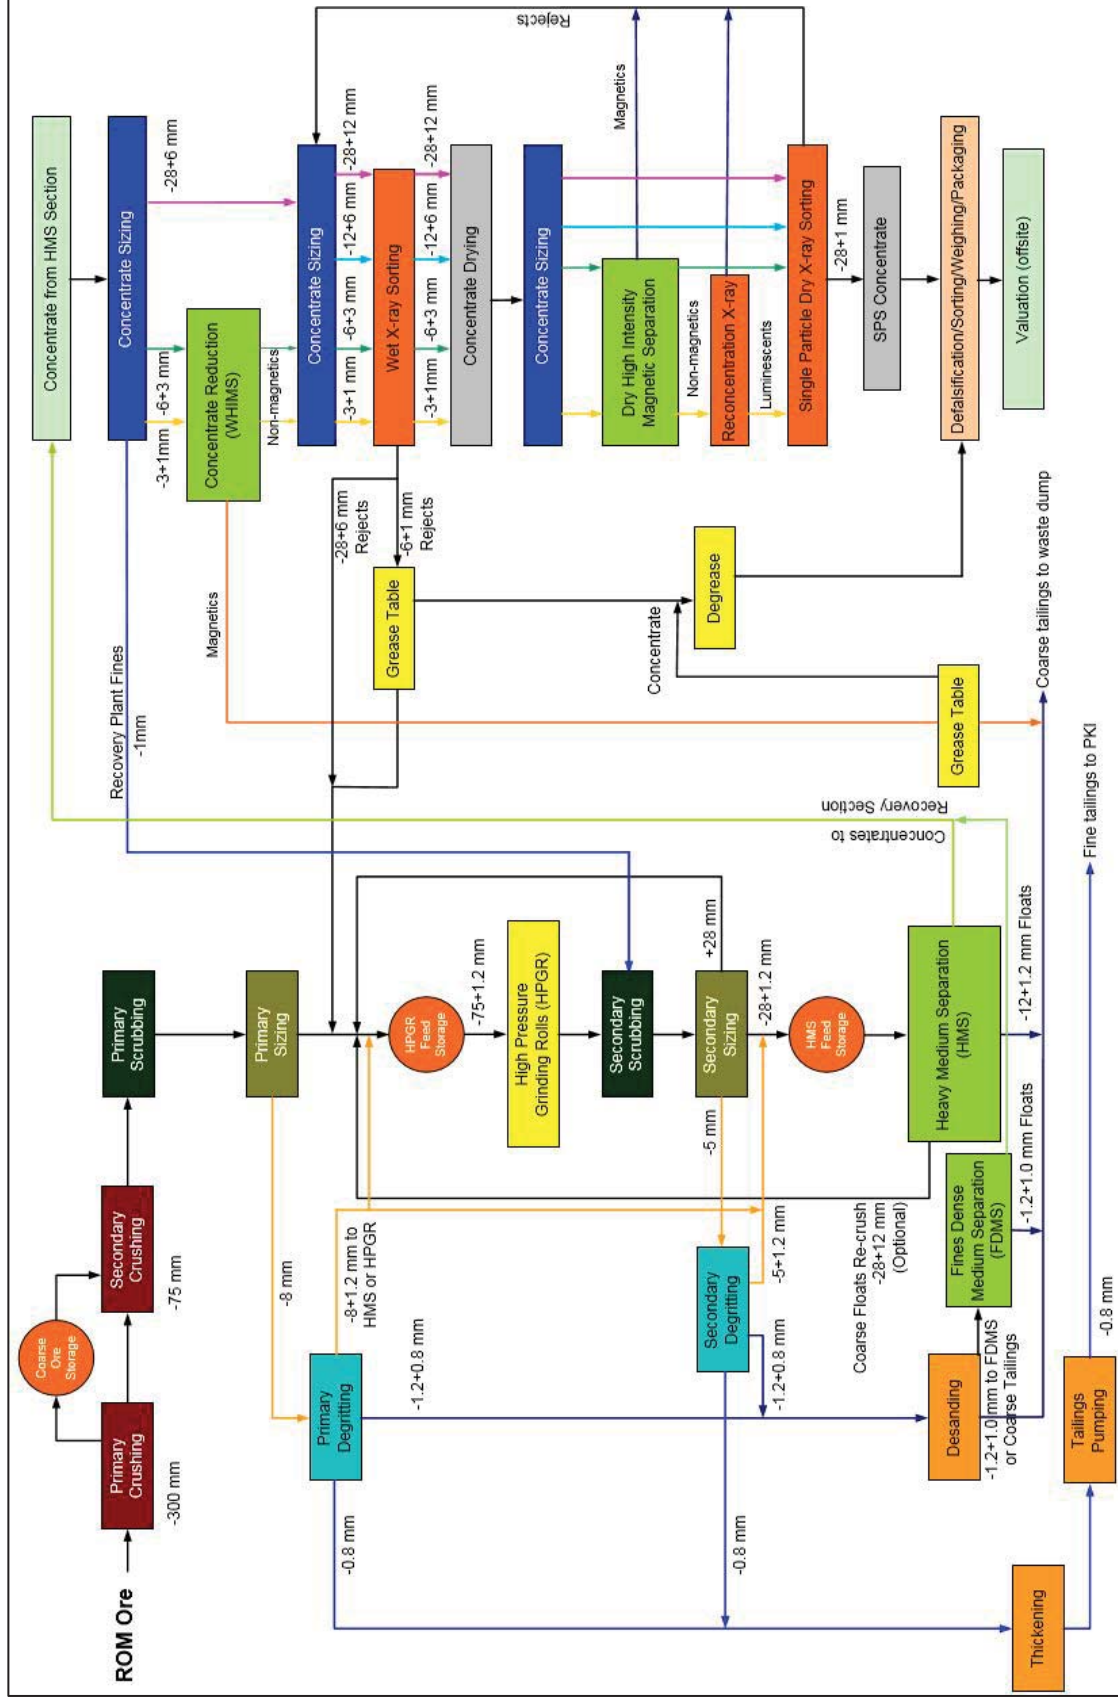 ROM Ore
Primary
Crushing
-300 mm
Coarse
Ore
Storage
Secondary
Crushing
-75 mm
Primary
Scrubbing
Primary
Sizing
-8 mm
Primary
Degritting
-8+1.2 mm to
HMS or HPGR
-1.2+0.8 mm
-0.8 mm
HPGR
Feed
Storage
-75+1.2 mm
High Pressure
Grinding Rolls (HPGR)
Secondary
Scrubbing
Secondary
Sizing
+28 mm
-5 mm
-28+1.2 mm
Secondary
Degritting
-5+1.2 mm
-1.2+0.8 mm
-0.8 mm
HMS
Feed
Storage
Coarse Floats Re-crush
-28+12 mm
(Optional)
Heavy Medium Separation
(HMS)
-12+1.2 mm Floats
Fines Dense
Medium Separation
(FDMS)
-1.2+1.0 mm Floats
Desanding
-1.2+1.0 mm to FDMS
or Coarse Tailings
Thickening
Tailings
Pumping
-0.8 mm
Fine tailings to PKI
Coarse tailings to waste dump
Concentrates to
Recovery Section
Recovery Plant Fines
-1mm
Concentrate from HMS Section
Concentrate Sizing
-3+1mm
-6+3 mm
-28+6 mm
Concentrate Reduction
(WHIMS)
Magnetics
Non-magnetics
Concentrate Sizing
-3+1 mm
-6+3 mm
-12+6 mm
-28+12 mm
Wet X-ray Sorting
-3+1mm
-6+3 mm
-12+6 mm
-28+12 mm
-28+6 mm
Rejects
-6+1 mm
Rejects
Grease Table
Concentrate Drying
Concentrate Sizing
Dry High Intensity
Magnetic Separation
Magnetics
Non-magnetics
Reconcentration X-ray
Luminescents
Rejects
Single Particle Dry X-ray Sorting
-28+1 mm
SPS Concentrate
Concentrate
Degrease
Grease Table
Defalsification/Sorting/Weighing/Packaging
Valuation (offsite)